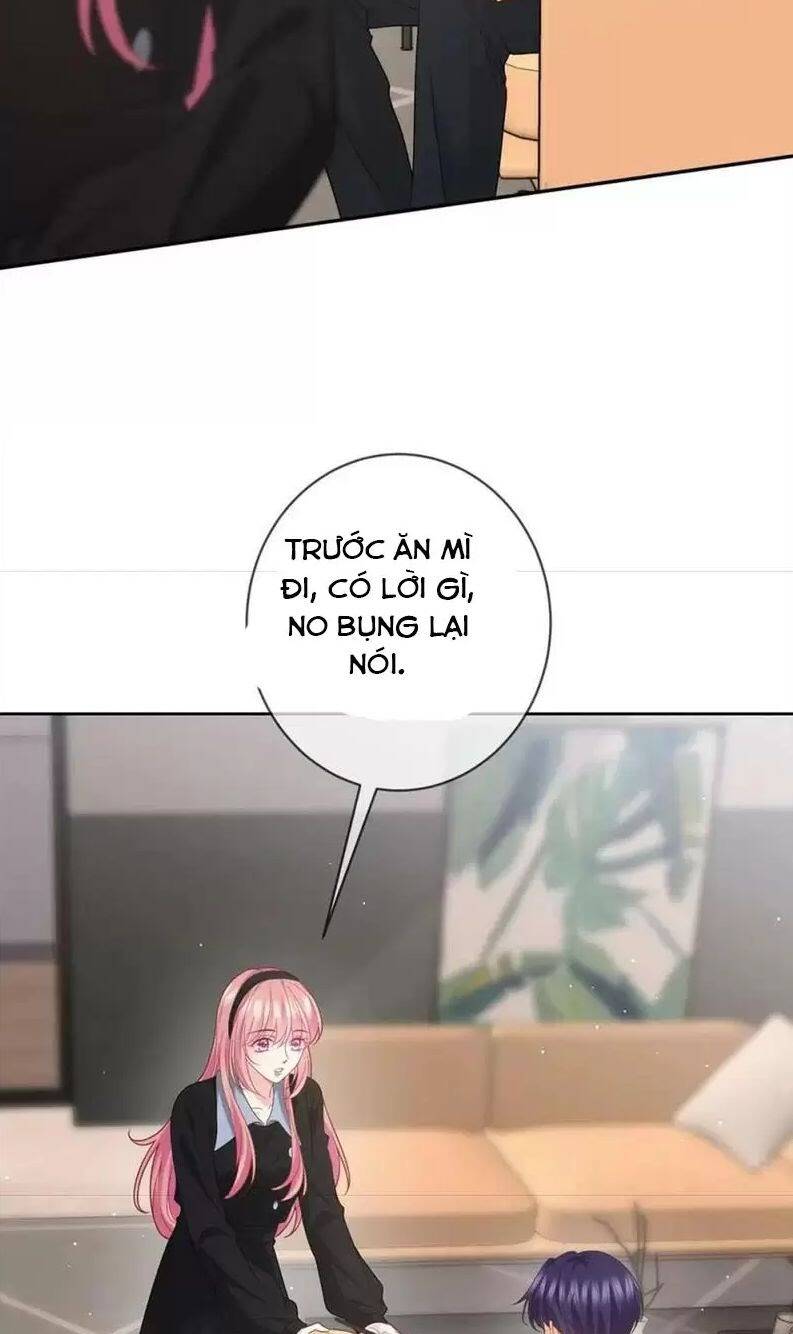 TRƯỚC ĂN MÌ
ĐI, CÓ LỜI GÌ,
NO BỤNG LẠI
NÓI.